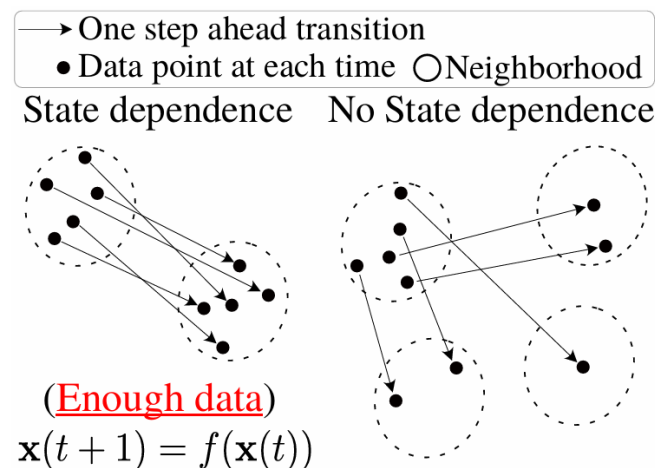 One step ahead transition
Data point at each time Neighborhood
State dependence
No State dependence
(Enough data)
x(t + 1) = f(x(t))